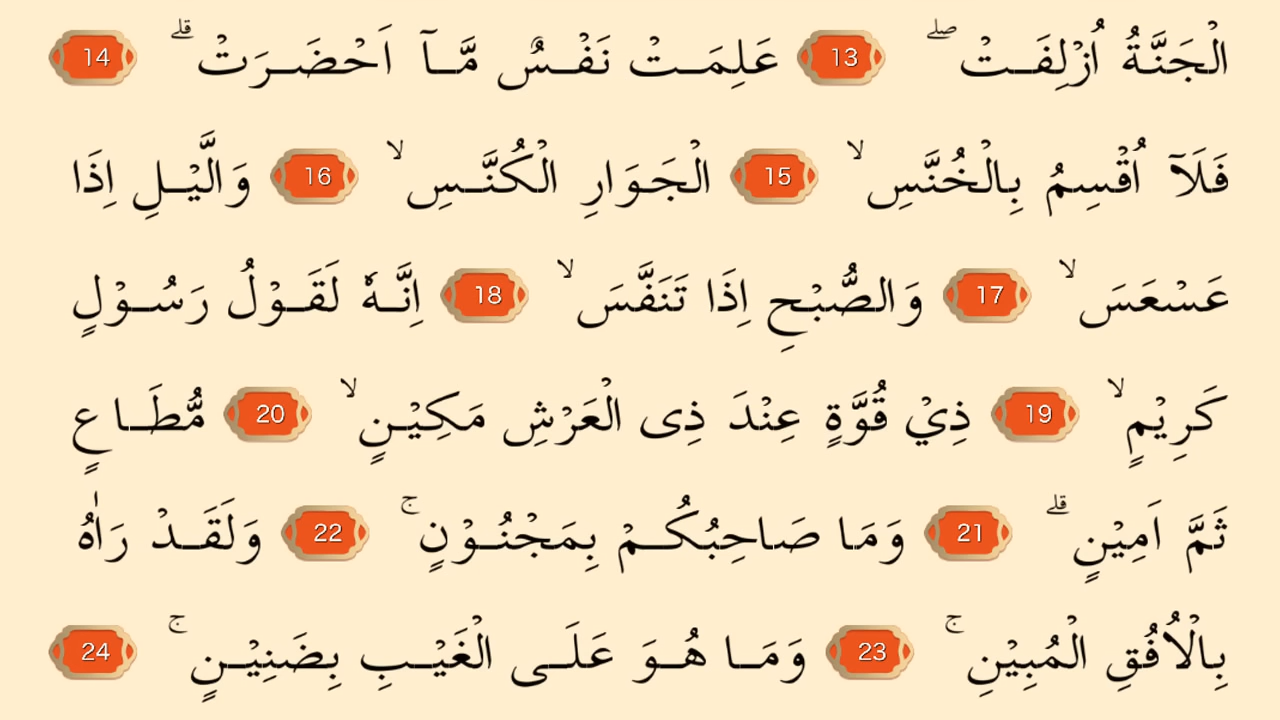 الْجَنَّةُ اُزْلِفَتْ ۖ 13 عَلِمَتْ نَفْسٌ مَّآ اَحْضَرَتْ ۗ 14
فَلَآ اُقْسِمُ بِالْخُنَّسِ ۙ 15 الْجَوَارِ الْكُنَّسِ ۙ 16 وَالَّيْلِ اِذَا
عَسْعَسَ ۙ 17 وَالصُّبْحِ اِذَا تَنَفَّسَ ۙ 18 اِنَّهٗ لَقَوْلُ رَسُوْلٍ
كَرِيْمٍ ۙ 19 ذِيْ قُوَّةٍ عِنْدَ ذِى الْعَرْشِ مَكِيْنٍ ۙ 20 مُّطَاعٍ
ثَمَّ اَمِيْنٍ ۗ 21 وَمَا صَاحِبُكُمْ بِمَجْنُوْنٍ ۚ 22 وَلَقَدْ رَاٰهُ
بِالْاُفُقِ الْمُبِيْنِ ۚ 23 وَمَا هُوَ عَلَى الْغَيْبِ بِضَنِيْنٍ ۚ 24